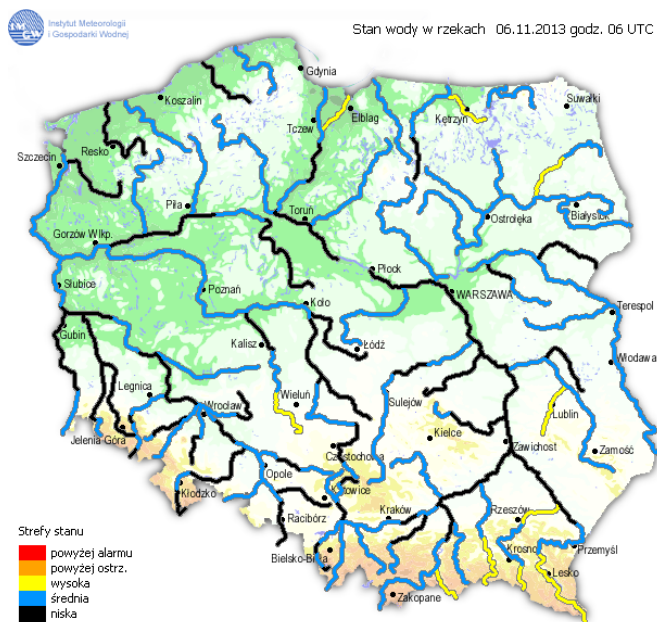 IMGW
Instytut Meteorologii
i Gospodarki Wodnej
Stan wody w rzekach 06.11.2013 godz. 06 UTC
Gdynia
Koszalin
Suwałki
Elbląg
Kętrzyn
Tczew
Resko
Szczecin
Piła
Białystok
Toruń
Ostrołęka
Gorzów Wlkp.
Płock
Słubice
Poznań
WARSZAWA
Koło
Terespol
Gubin
Kalisz
Łódź
Włodawa
Legnica
Wieluń
Sulejów
Wrocław
Lublin
Jelenia Góra
Kielce
Zawichost
Częstochowa
Zamość
Opole
Kłodzko
Katowice
Racibórz
Kraków
Rzeszów
Strefy stanu
Przemyśl
powyżej alarmu
Bielsko-Biała
Krosno
powyżej ostrz.
Lesko
wysoka
Zakopane
średnia
niska